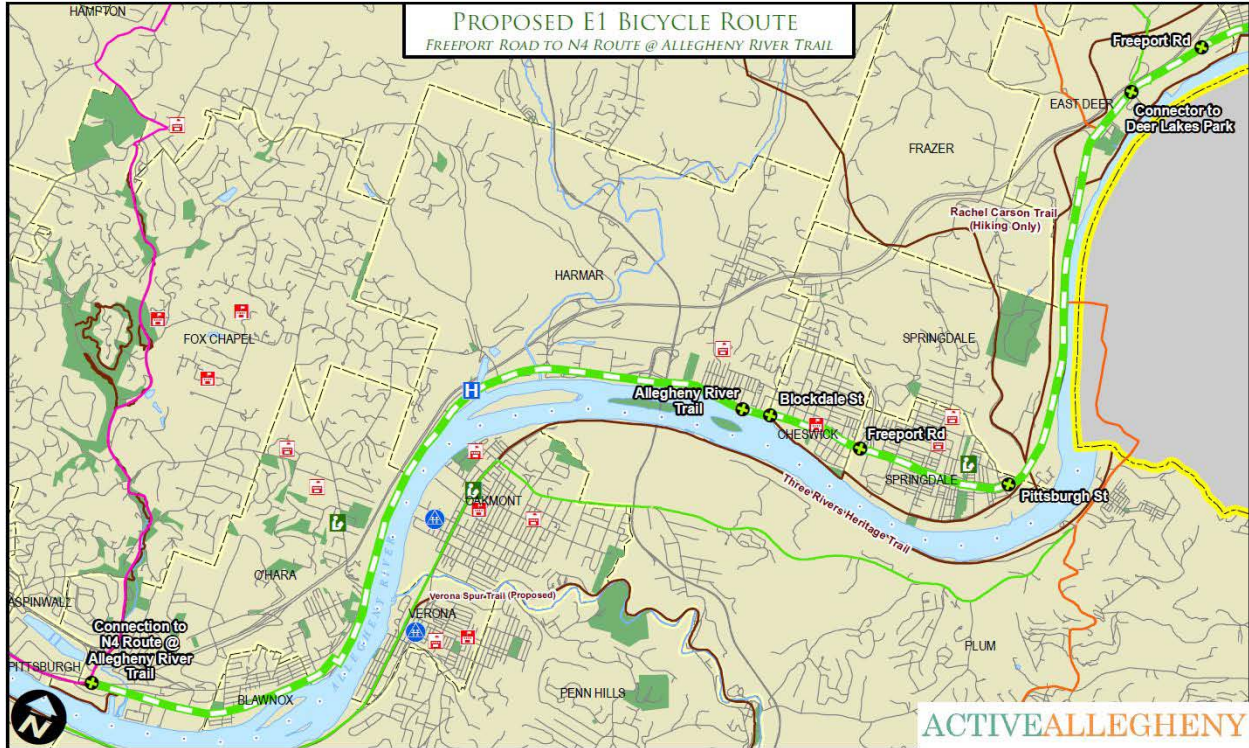 PROPOSED E1 BICYCLE ROUTE
FREEPORT ROAD TO N4 ROUTE @ ALLEGHENY RIVER TRAIL
HAMPTON
Freeport Rd
EAST DEER
Connector to
Deer Lakes Park
FRAZER
Rachel Carson Trail
(Hiking Only)
HARMAR
FOX CHAPEL
SPRINGDALE
H
Allegheny River
Trail
Blockdale St
CHESWICK
Freeport Rd
SPRINGDALE
Pittsburgh St
OAKMONT
Three Rivers Heritage Trail
O'HARA
ALLEGHENY RIVER
ASPINWALL
Verona Spur Trail (Proposed)
VERONA
Connection to
N4 Route @
Allegheny River
Trail
PLUM
PITTSBURGH
BLAWNOX
PENN HILLS
N
ACTIVEALLEGHENY